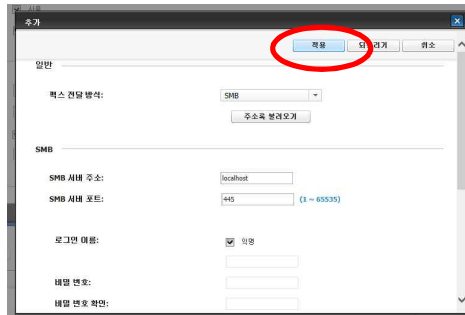 추가
적용 되돌리기 취소
일반
팩스 전달 방식: SMB
주소록 불러오기
SMB
SMB 서버 주소: localhost
SMB 서버 포트: 445 (1 ~ 65535)
로그인 이름: 익명
비밀 번호:
비밀 번호 확인: